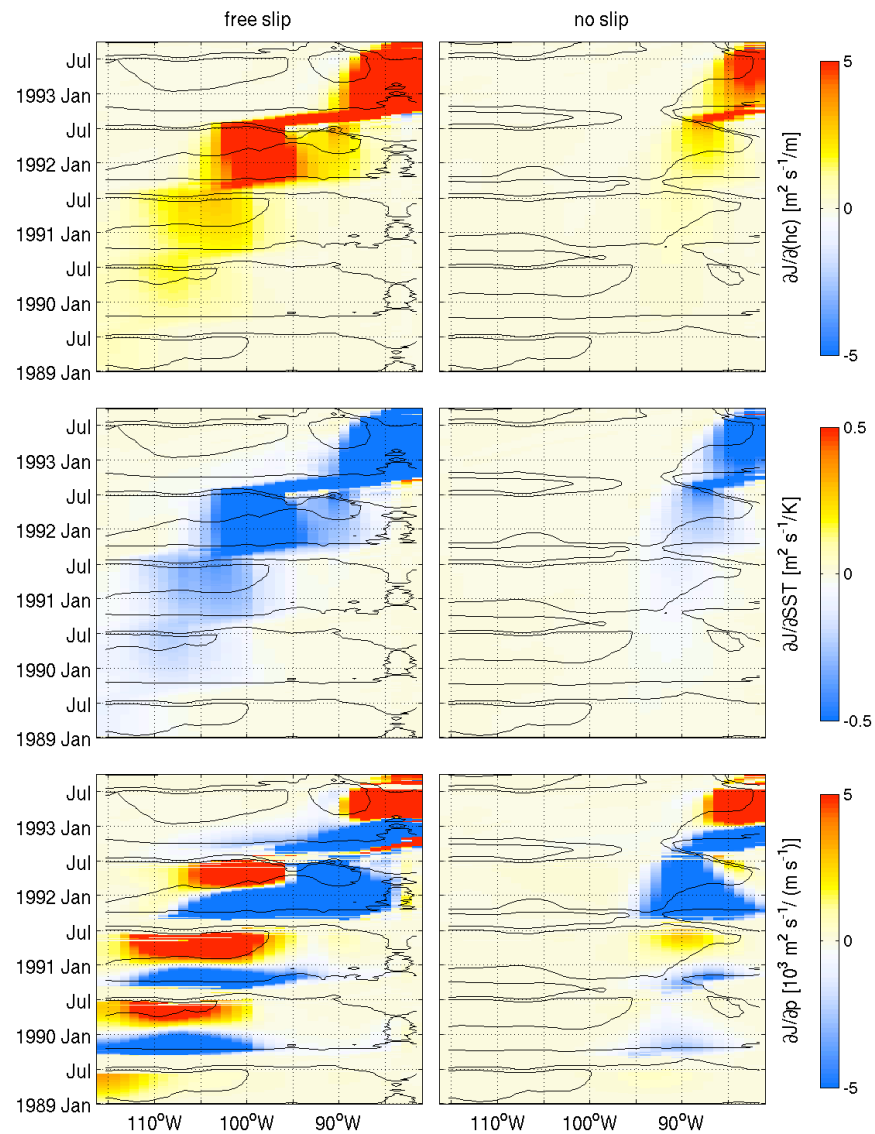 free slip
no slip
Jul
1993 Jan
Jul
1992 Jan
Jul
1991 Jan
Jul
1990 Jan
Jul
1989 Jan
5
0
-5
∂J/∂(hc) [m² s⁻¹/m]
Jul
1993 Jan
Jul
1992 Jan
Jul
1991 Jan
Jul
1990 Jan
Jul
1989 Jan
0.5
0
-0.5
∂J/∂SST [m² s⁻¹/K]
Jul
1993 Jan
Jul
1992 Jan
Jul
1991 Jan
Jul
1990 Jan
Jul
1989 Jan
5
0
-5
∂J/∂p [10³ m² s⁻¹/ (m s⁻¹)]
110°W 100°W 90°W
110°W 100°W 90°W